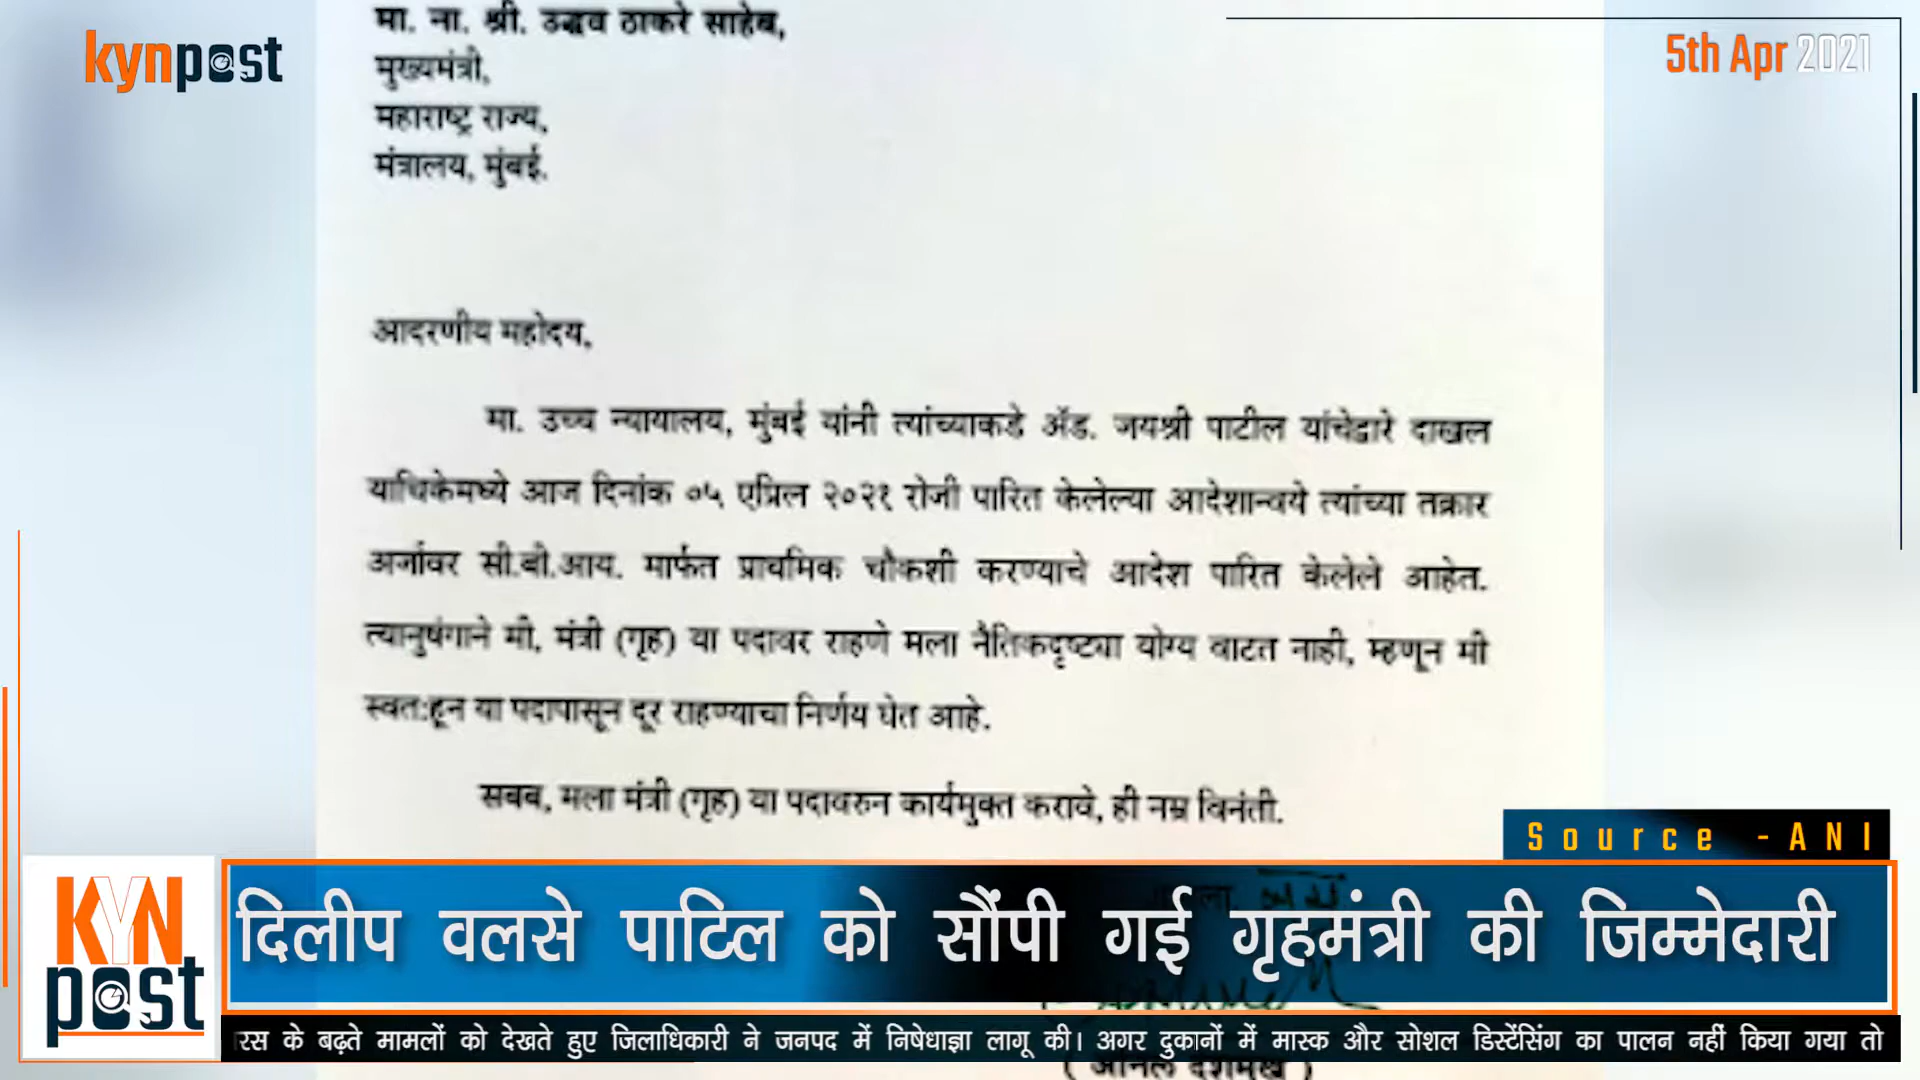 मा. ना. श्री. उद्धव ठाकरे साहेब,
मुख्यमंत्री,
महाराष्ट्र राज्य,
मंत्रालय, मुंबई.
kynpost
5th Apr 2021
आदरणीय महोदय,
मा. उच्च न्यायालय, मुंबई यांनी त्यांच्याकडे ॲड. जयश्री पाटील यांचेद्वारे दाखल
याचिकेमध्ये आज दिनांक ०५ एप्रिल २०२१ रोजी पारित केलेल्या आदेशान्वये त्यांच्या तक्रार
अर्जावर सी.बी.आय. मार्फत प्राथमिक चौकशी करण्याचे आदेश पारित केलेले आहेत.
त्यानुषंगाने मी, मंत्री (गृह) या पदावर राहणे मला नैतिकदृष्ट्या योग्य वाटत नाही, म्हणून मी
स्वत:हून या पदापासून दूर राहण्याचा निर्णय घेत आहे.
सबब, मला मंत्री (गृह) या पदावरुन कार्यमुक्त करावे, ही नम्र विनंती.
Source -ANI
KYN
post
दिलीप वलसे पाटिल को सौंपी गई गृहमंत्री की जिम्मेदारी
रस के बढ़ते मामलों को देखते हुए जिलाधिकारी ने जनपद में निषेधाज्ञा लागू की। अगर दुकानों में मास्क और सोशल डिस्टेंसिंग का पालन नहीं किया गया तो
( अनिल देशमुख )